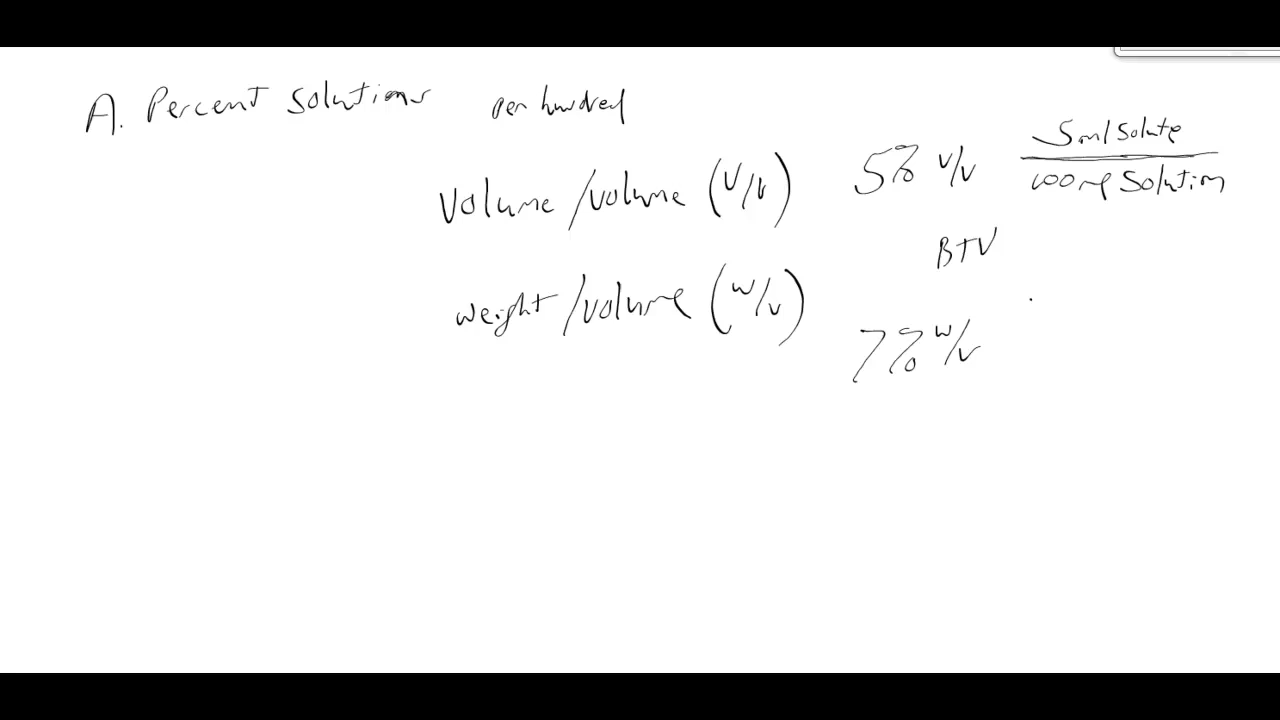 A. Percent solutions per hundred
volume/volume (v/v) 5% v/v 5ml solute
100ml solution
BTV
weight/volume (w/v)
7% w/v